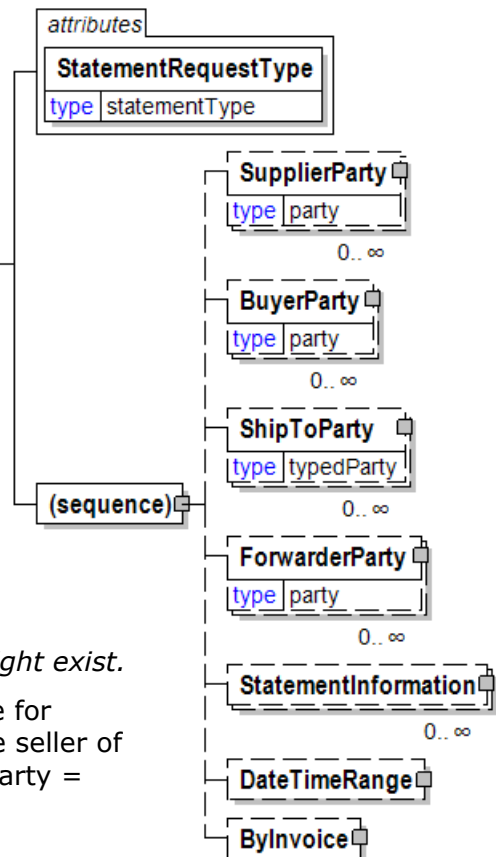 attributes
StatementRequestType
type statementType
SupplierParty
type party
0.. ∞
BuyerParty
type party
0.. ∞
ShipToParty
type typedParty
0.. ∞
(sequence)
ForwarderParty
type party
0.. ∞
ght exist.
StatementInformation
0.. ∞
e for
e seller of
arty =
DateTimeRange
ByInvoice